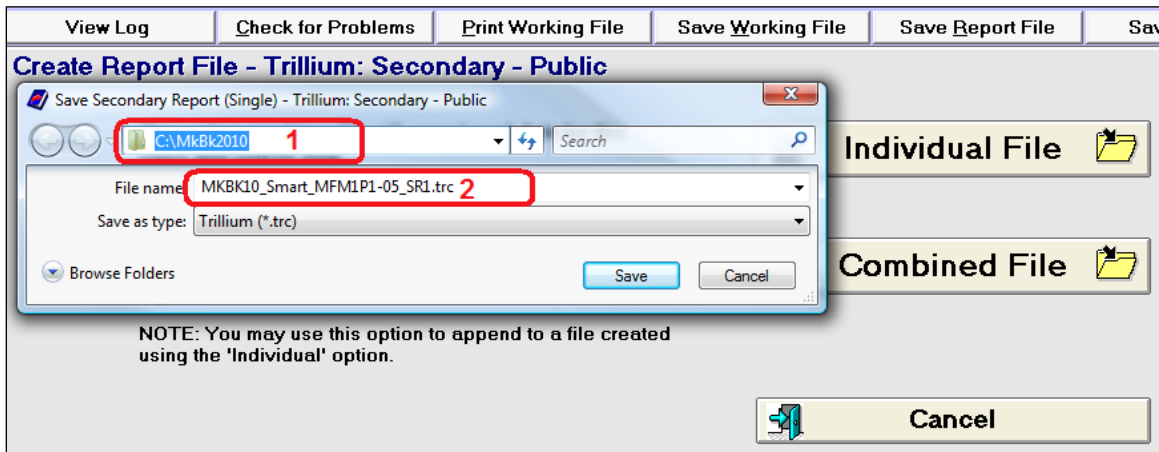 View Log Check for Problems Print Working File Save Working File Save Report File Sav
Create Report File - Trillium: Secondary - Public
Save Secondary Report (Single) - Trillium: Secondary - Public
C:\MkBk2010 1 Search
Individual File
File name: MKBK10_Smart_MFM1P1-05_SR1.trc 2
Save as type: Trillium (*.trc)
Combined File
Browse Folders Save Cancel
NOTE: You may use this option to append to a file created
using the 'Individual' option.
Cancel